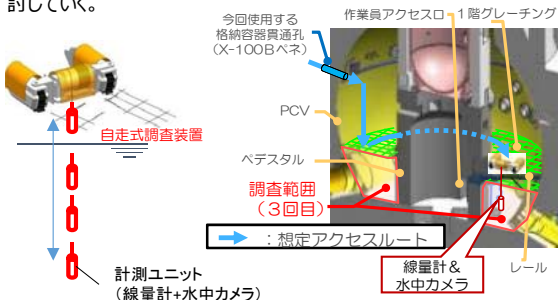 討していく。
自走式調査装置
計測ユニット
（線量計+水中カメラ）
今回使用する
格納容器貫通孔
（X-100Bペネ）
作業員アクセス口
1階グレーチング
PCV
ペデスタル
調査範囲
（３回目）
：想定アクセスルート
線量計＆
水中カメラ
レール